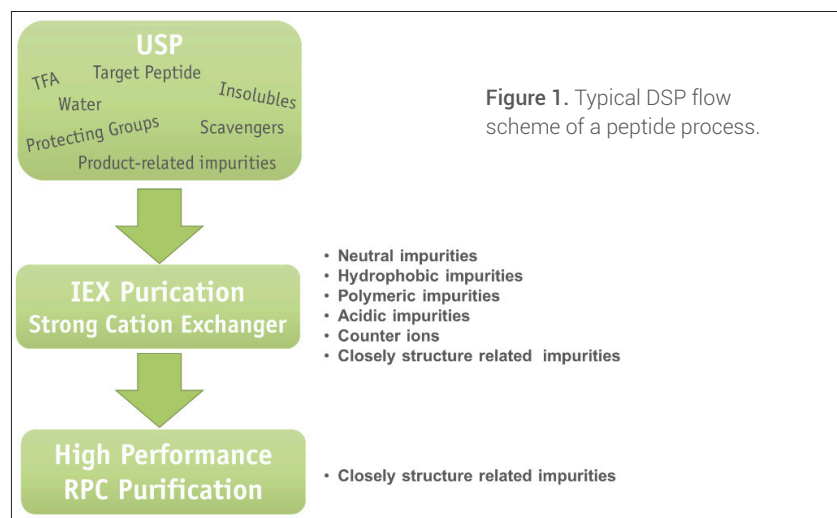 USP
TFA
Target Peptide
Insolubles
Water
Protecting Groups
Scavengers
Product-related impurities
Figure 1. Typical DSP flow
scheme of a peptide process.
IEX Purication
Strong Cation Exchanger
• Neutral impurities
• Hydrophobic impurities
• Polymeric impurities
• Acidic impurities
• Counter ions
• Closely structure related impurities
High Performance
RPC Purification
• Closely structure related impurities